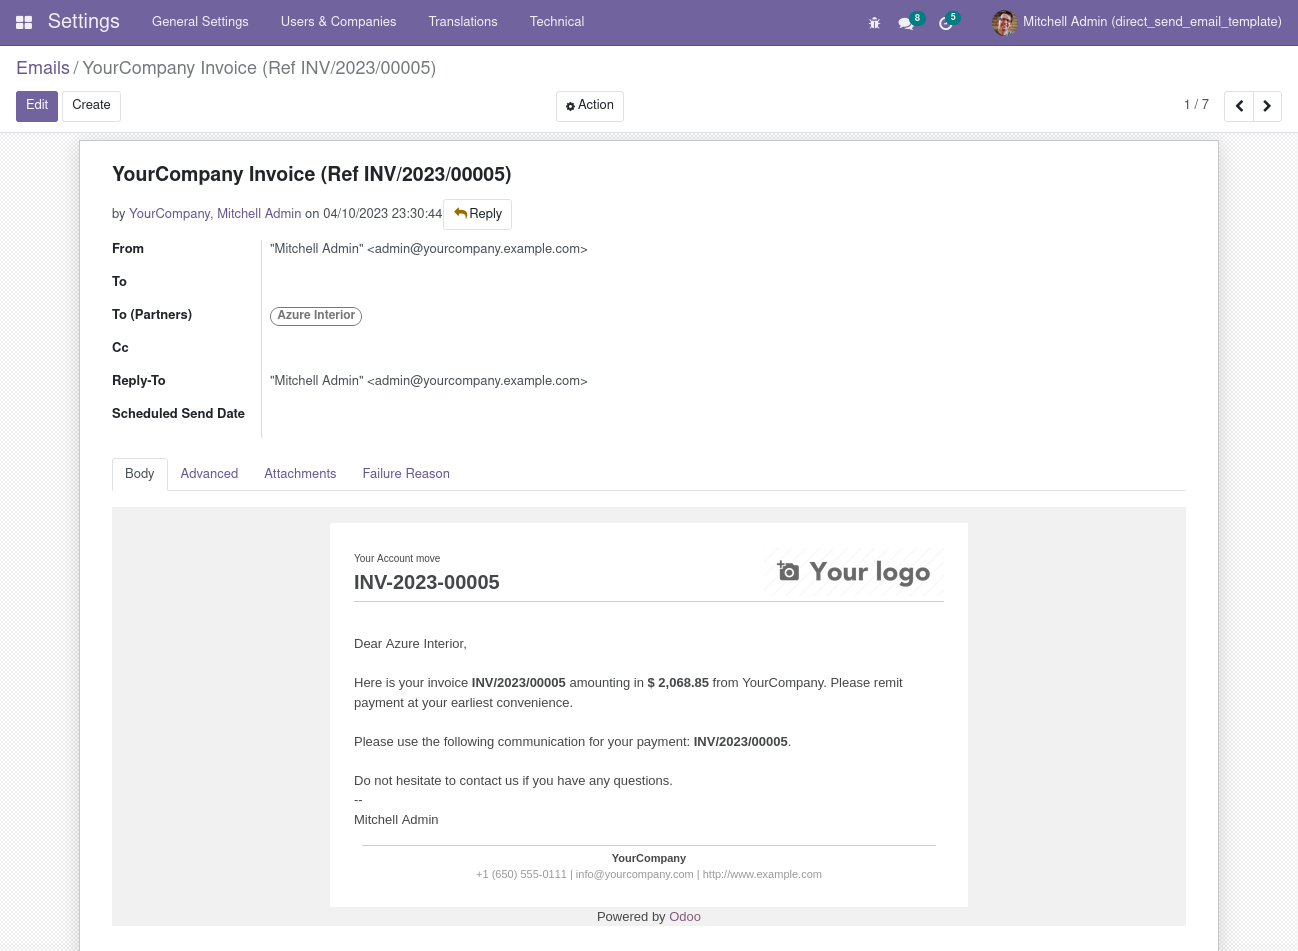 Settings General Settings Users & Companies Translations Technical 8 5 Mitchell Admin (direct_send_email_template)
Emails / YourCompany Invoice (Ref INV/2023/00005)
Edit Create Action 1 / 7
YourCompany Invoice (Ref INV/2023/00005)
by YourCompany, Mitchell Admin on 04/10/2023 23:30:44 Reply
From "Mitchell Admin" <admin@yourcompany.example.com>
To
To (Partners) Azure Interior
Cc
Reply-To "Mitchell Admin" <admin@yourcompany.example.com>
Scheduled Send Date
Body Advanced Attachments Failure Reason
Your Account move
INV-2023-00005 Your logo
Dear Azure Interior,
Here is your invoice INV/2023/00005 amounting in $ 2,068.85 from YourCompany. Please remit
payment at your earliest convenience.
Please use the following communication for your payment: INV/2023/00005.
Do not hesitate to contact us if you have any questions.
--
Mitchell Admin
YourCompany
+1 (650) 555-0111 | info@yourcompany.com | http://www.example.com
Powered by Odoo